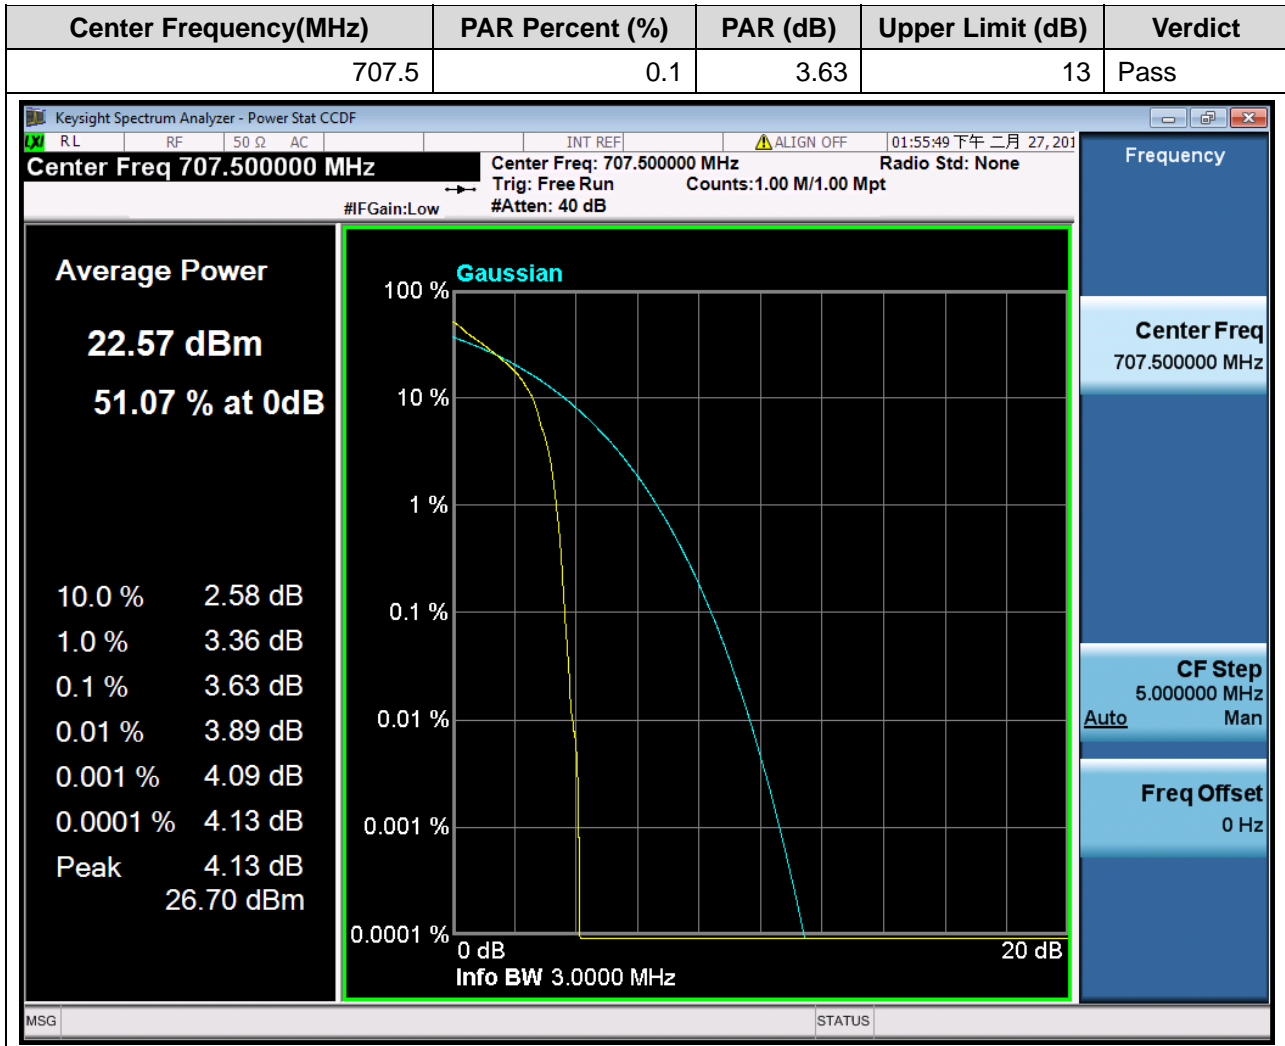 Center Frequency(MHz) PAR Percent (%) PAR (dB) Upper Limit (dB) Verdict
707.5 0.1 3.63 13 Pass
Keysight Spectrum Analyzer - Power Stat CCDF
LXI RL RF 50 Ω AC INT REF ALIGN OFF 01:55:49 下午 二月 27, 201
Center Freq 707.500000 MHz
Center Freq: 707.500000 MHz Radio Std: None
Trig: Free Run Counts:1.00 M/1.00 Mpt
#IFGain:Low #Atten: 40 dB
Average Power
22.57 dBm
51.07 % at 0dB
10.0 % 2.58 dB
1.0 % 3.36 dB
0.1 % 3.63 dB
0.01 % 3.89 dB
0.001 % 4.09 dB
0.0001 % 4.13 dB
Peak 4.13 dB
26.70 dBm
Gaussian
100 %
10 %
1 %
0.1 %
0.01 %
0.001 %
0.0001 %
0 dB 20 dB
Info BW 3.0000 MHz
Frequency
Center Freq
707.500000 MHz
CF Step
5.000000 MHz
Auto Man
Freq Offset
0 Hz
MSG STATUS